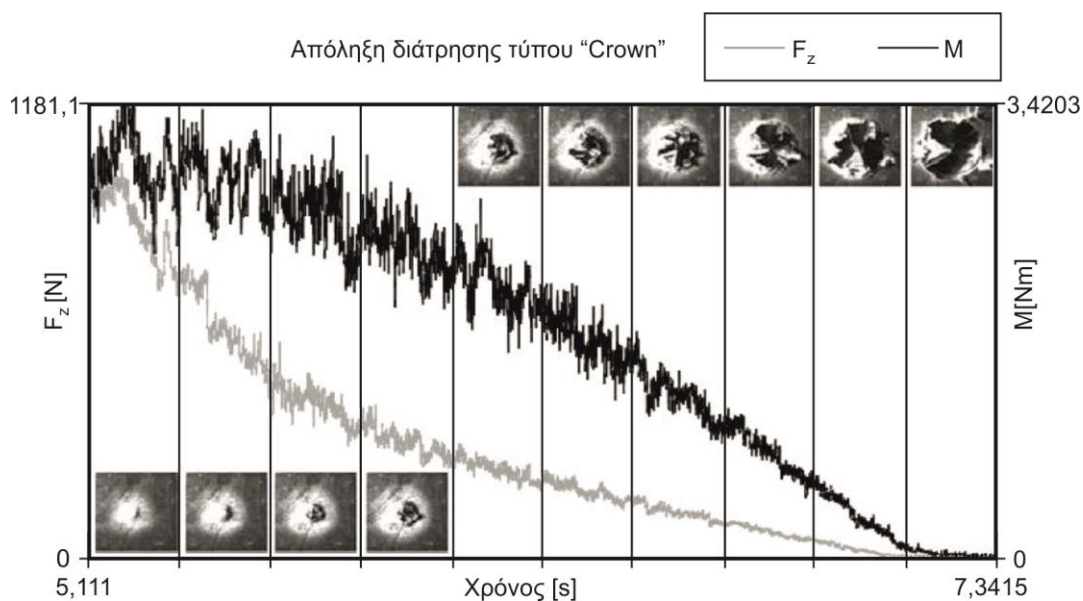 Απόληξη διάτρησης τύπου “Crown”
F_z
M
1181,1
3,4203
F_z [N]
M[Nm]
0
0
5,111
Χρόνος [s]
7,3415